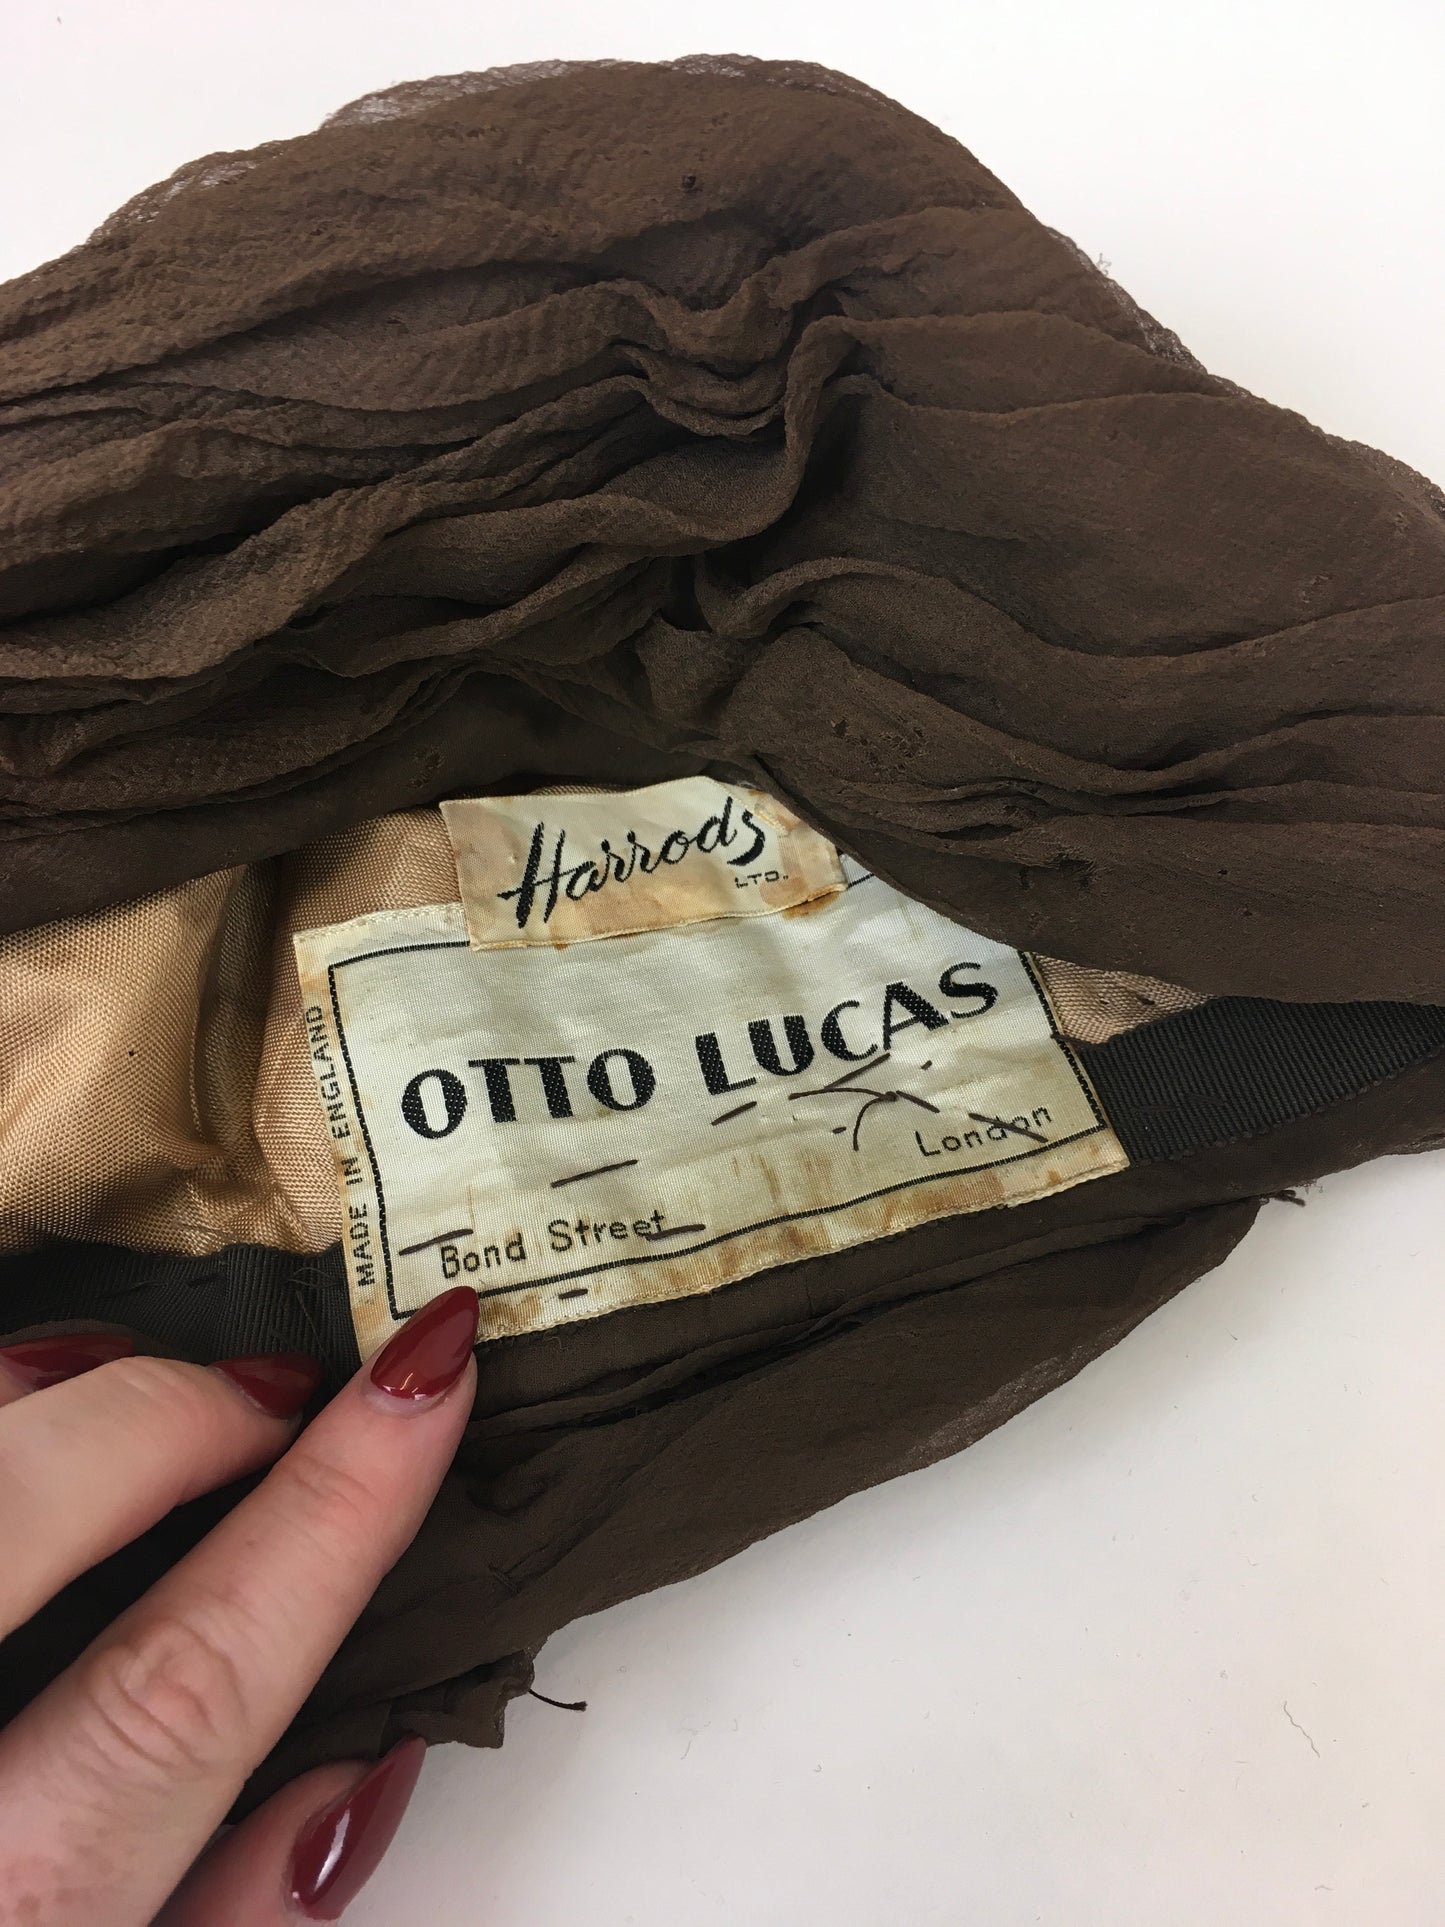 Harrods
LTD.
OTTO LUCAS
London
Bond Street
MADE IN ENGLAND